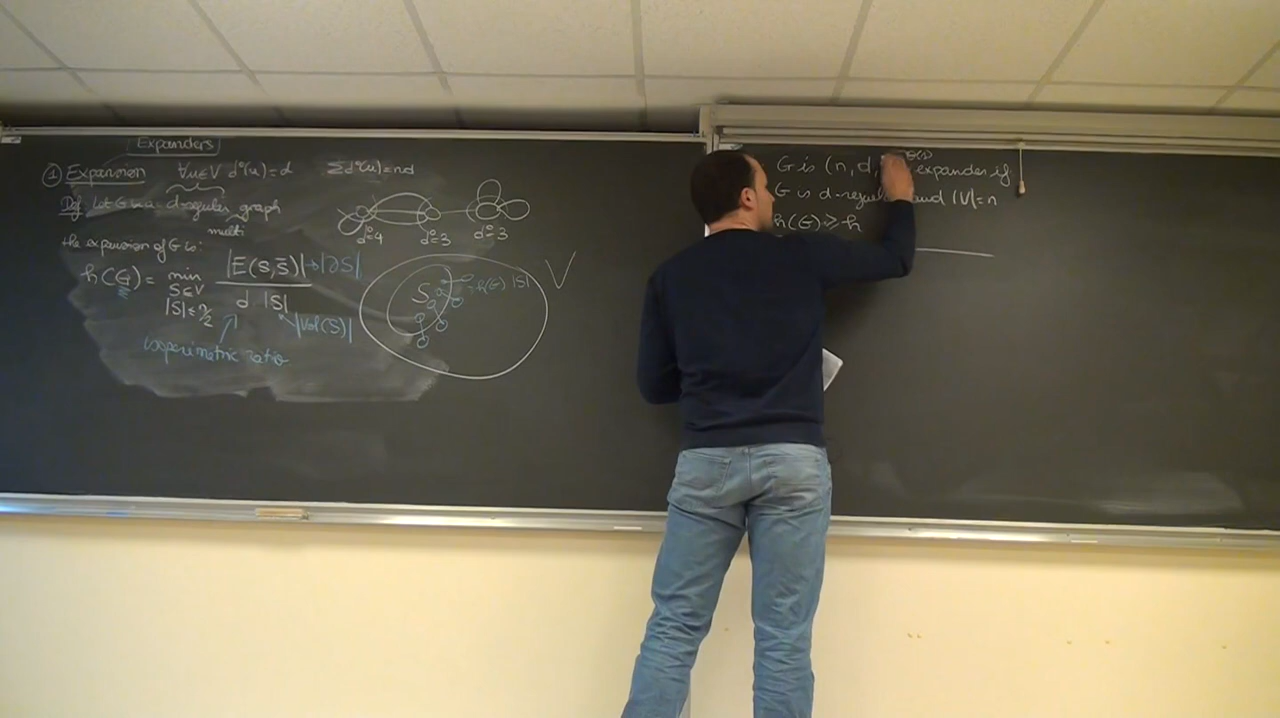 Expanders
① Expansion ∀u∈V d°(u)=d Σd°(u)=nd
Def: Let G be a d-regular graph
multi
the expansion of G is:
h(G) = min |E(S,S̄)| → |∂S|
S⊆V
|S|≤n/2 d |S| |Vol(S)|
isoperimetric ratio
d°=4 d°=3 d°=3
S h(G) |S| V
G is (n, d, expander if
G is d-regular and |V|=n
h(G) ≥ h